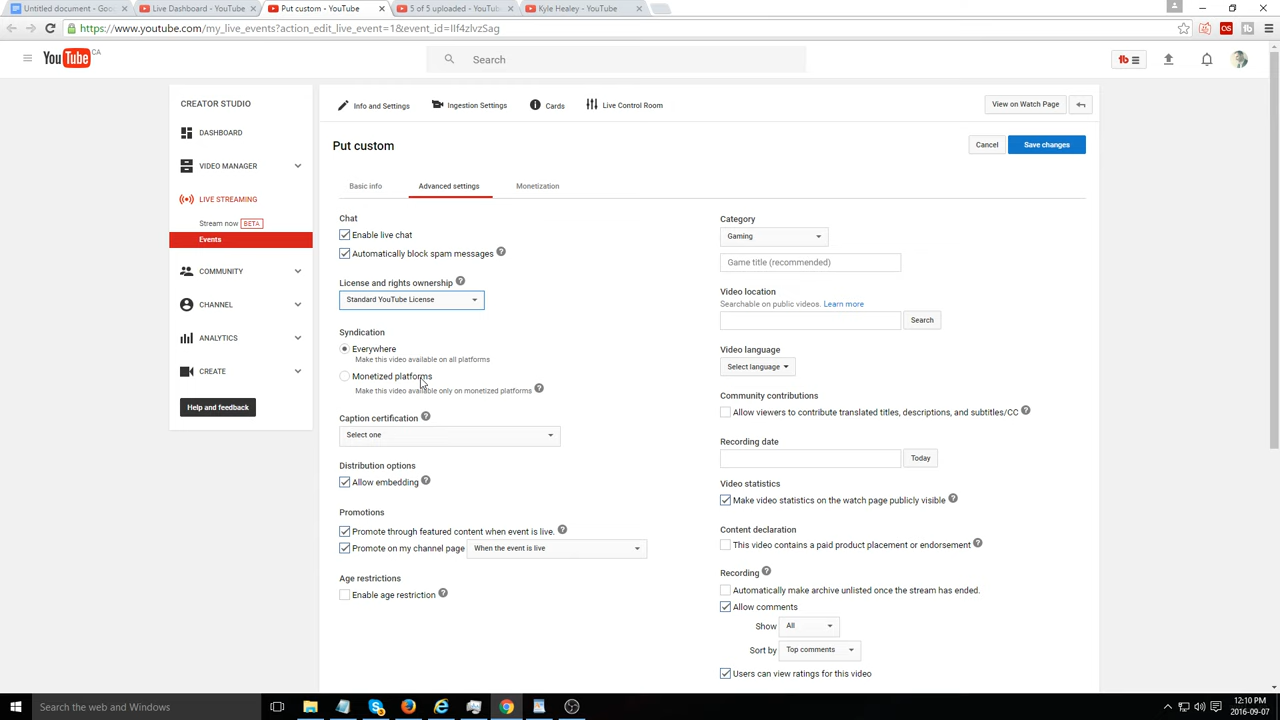 Untitled document - Goo
Live Dashboard - YouTube
Put custom - YouTube
5 of 5 uploaded - YouTube
Kyle Healey - YouTube
https://www.youtube.com/my_live_events?action_edit_live_event=1&event_id=IIf4zlvzSag
YouTube CA
Search
CREATOR STUDIO
DASHBOARD
VIDEO MANAGER
LIVE STREAMING
Stream now BETA
Events
COMMUNITY
CHANNEL
ANALYTICS
CREATE
Help and feedback
Info and Settings
Ingestion Settings
Cards
Live Control Room
View on Watch Page
Put custom
Cancel
Save changes
Basic info
Advanced settings
Monetization
Chat
Enable live chat
Automatically block spam messages ?
License and rights ownership ?
Standard YouTube License
Syndication
Everywhere
Make this video available on all platforms
Monetized platforms
Make this video available only on monetized platforms ?
Caption certification ?
Select one
Distribution options
Allow embedding ?
Promotions
Promote through featured content when event is live. ?
Promote on my channel page When the event is live
Age restrictions
Enable age restriction ?
Category
Gaming
Game title (recommended)
Video location
Searchable on public videos. Learn more
Search
Video language
Select language
Community contributions
Allow viewers to contribute translated titles, descriptions, and subtitles/CC ?
Recording date
Today
Video statistics
Make video statistics on the watch page publicly visible ?
Content declaration
This video contains a paid product placement or endorsement ?
Recording ?
Automatically make archive unlisted once the stream has ended.
Allow comments
Show All
Sort by Top comments
Users can view ratings for this video
Search the web and Windows
12:10 PM
2016-09-07